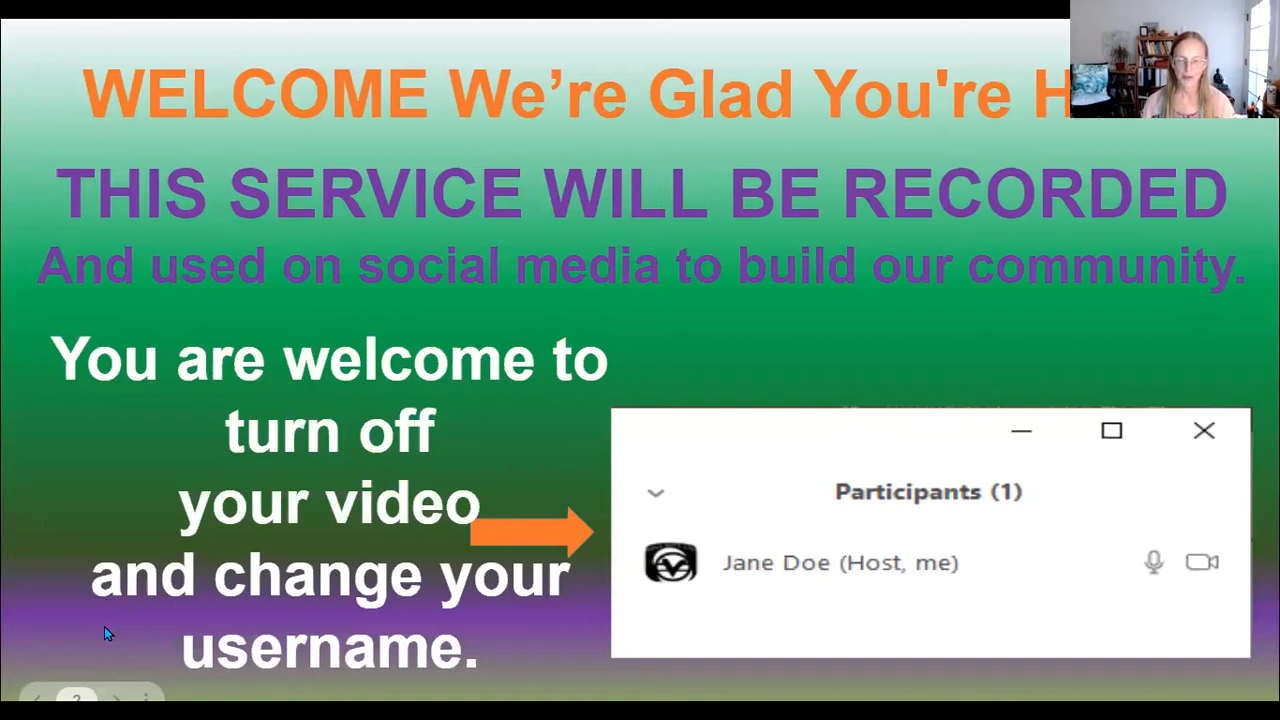 WELCOME We’re Glad You're H
THIS SERVICE WILL BE RECORDED
And used on social media to build our community.
You are welcome to
turn off
your video
and change your
username.
Participants (1)
Jane Doe (Host, me)
2